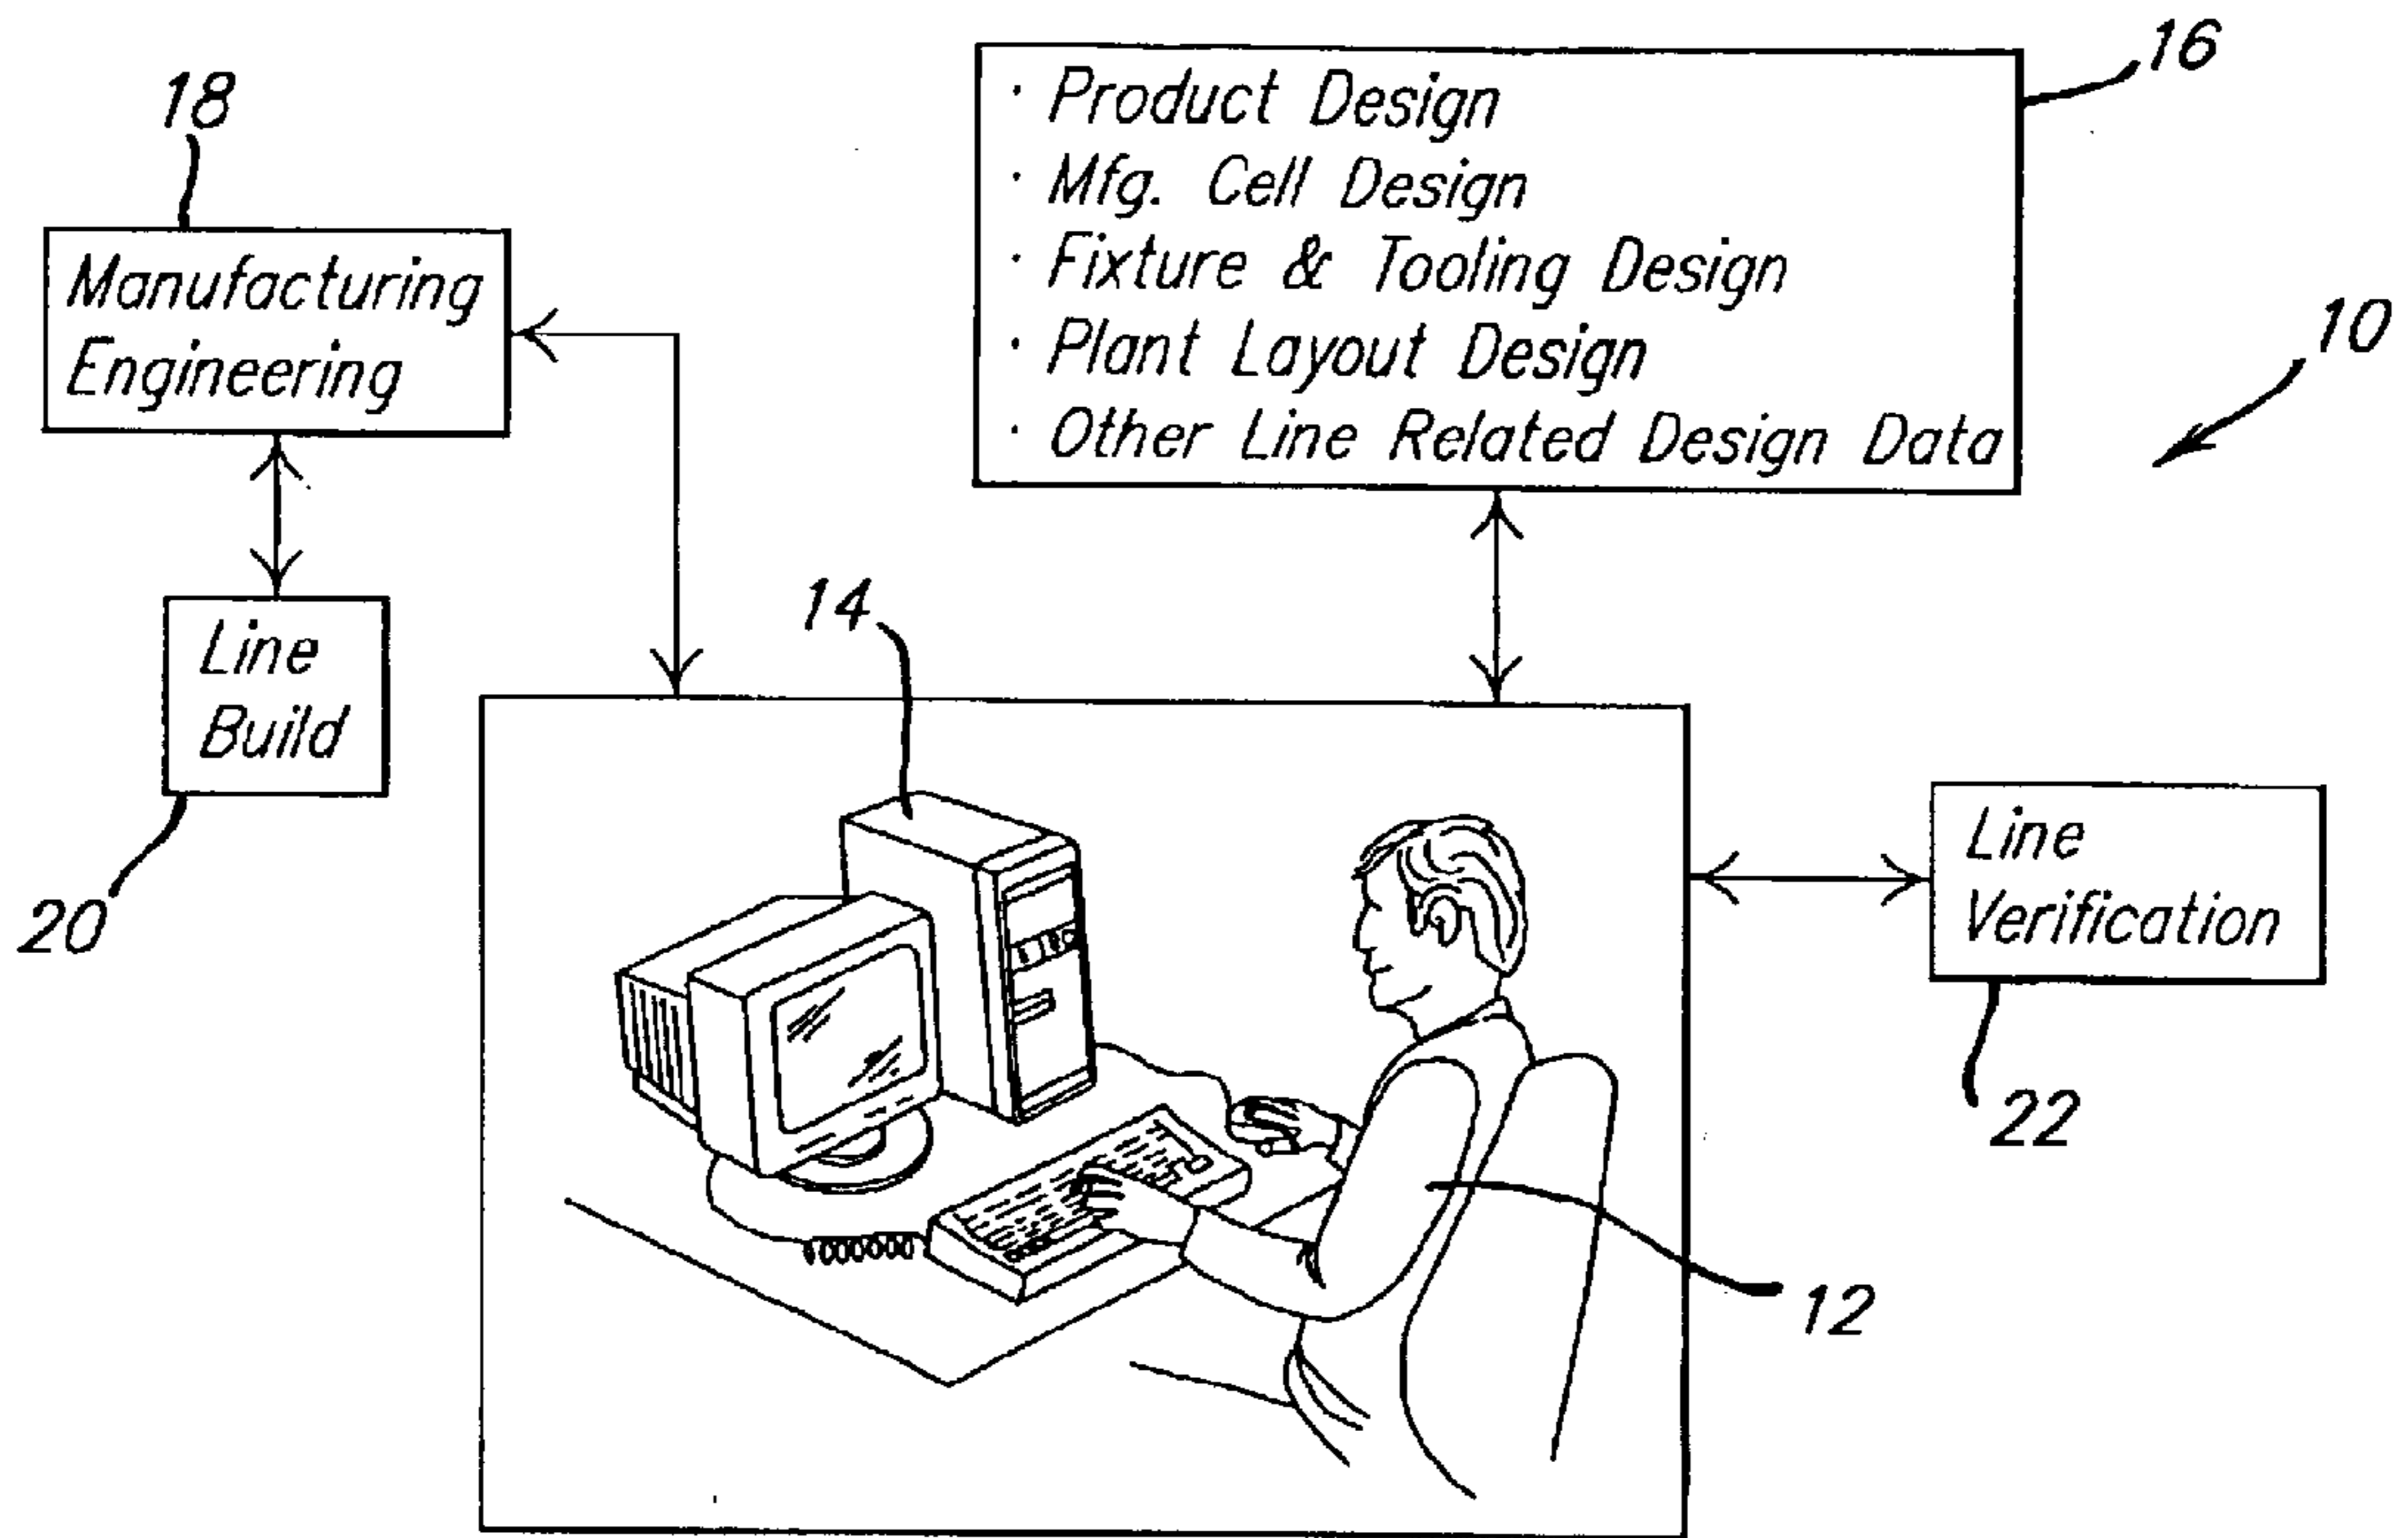 16
18
· Product Design
· Mfg. Cell Design
· Fixture & Tooling Design
· Plant Layout Design
· Other Line Related Design Data
10
Manufacturing
Engineering
14
Line
Build
20
Line
Verification
22
12